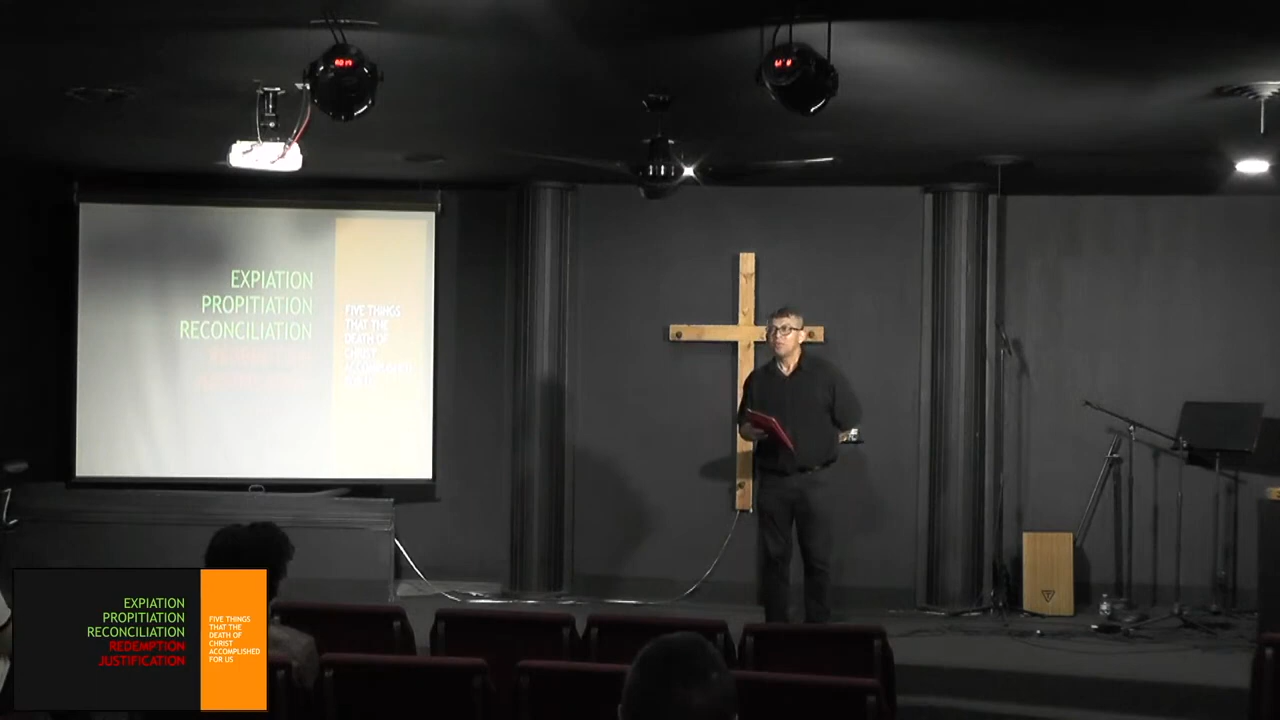 EXPIATION
PROPITIATION
RECONCILIATION
FIVE THINGS
THAT THE
DEATH OF
CHRIST
EXPIATION
PROPITIATION
RECONCILIATION
REDEMPTION
JUSTIFICATION
FIVE THINGS
THAT THE
DEATH OF
CHRIST
ACCOMPLISHED
FOR US